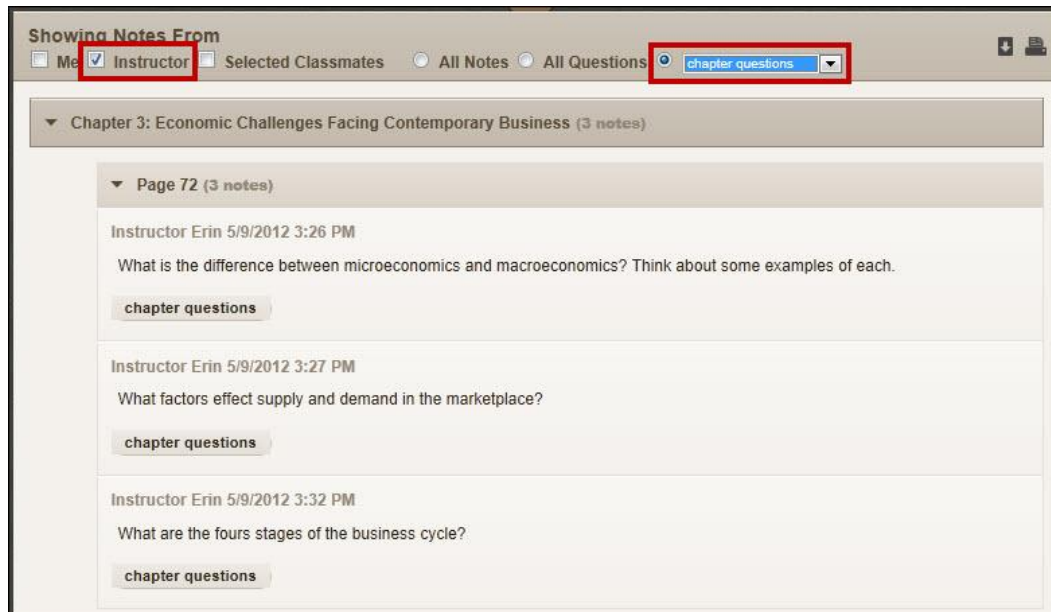 Showing Notes From
Me Instructor Selected Classmates All Notes All Questions chapter questions
Chapter 3: Economic Challenges Facing Contemporary Business (3 notes)
Page 72 (3 notes)
Instructor Erin 5/9/2012 3:26 PM
What is the difference between microeconomics and macroeconomics? Think about some examples of each.
chapter questions
Instructor Erin 5/9/2012 3:27 PM
What factors effect supply and demand in the marketplace?
chapter questions
Instructor Erin 5/9/2012 3:32 PM
What are the fours stages of the business cycle?
chapter questions